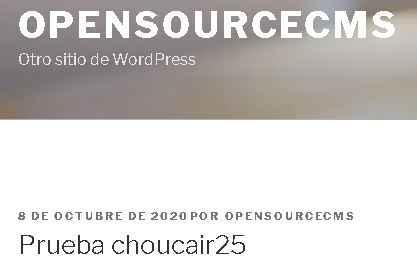 OPENSOURCECMS
Otro sitio de WordPress
8 DE OCTUBRE DE 2020 POR OPENSOURCECMS
Prueba choucair25